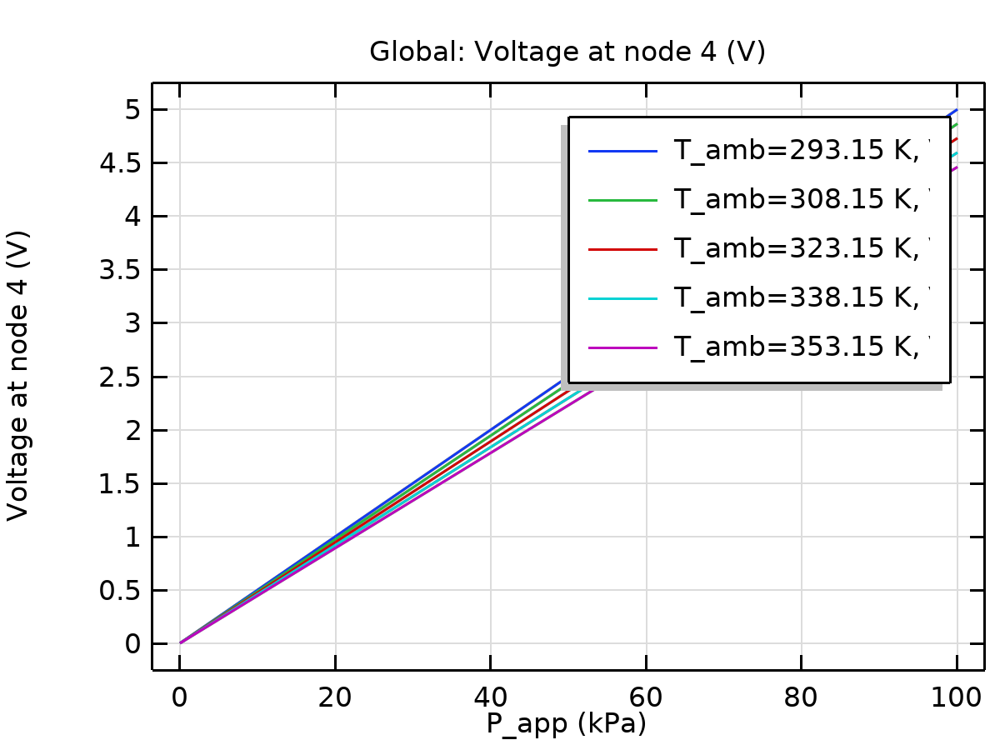 Global: Voltage at node 4 (V)
Voltage at node 4 (V)
5
4.5
4
3.5
3
2.5
2
1.5
1
0.5
0
T_amb=293.15 K,
T_amb=308.15 K,
T_amb=323.15 K,
T_amb=338.15 K,
T_amb=353.15 K,
0 20 40 60 80 100
P_app (kPa)